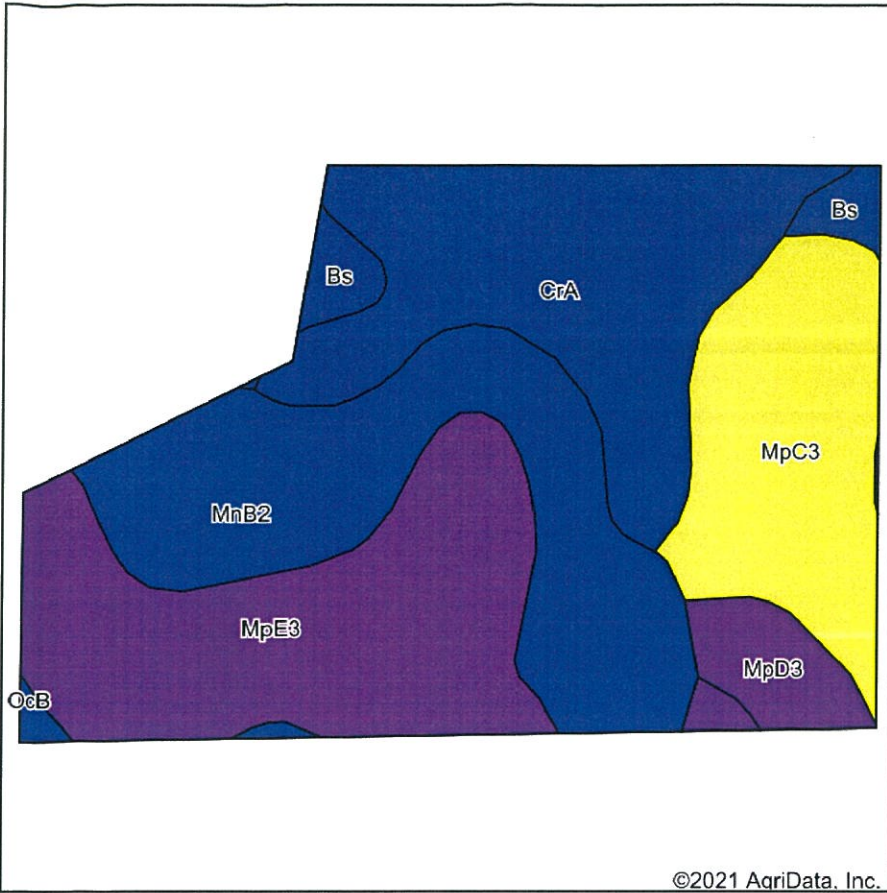 Bs
Bs
CrA
MpC3
MnB2
MpE3
MpD3
OcB
©2021 AgriData, Inc.